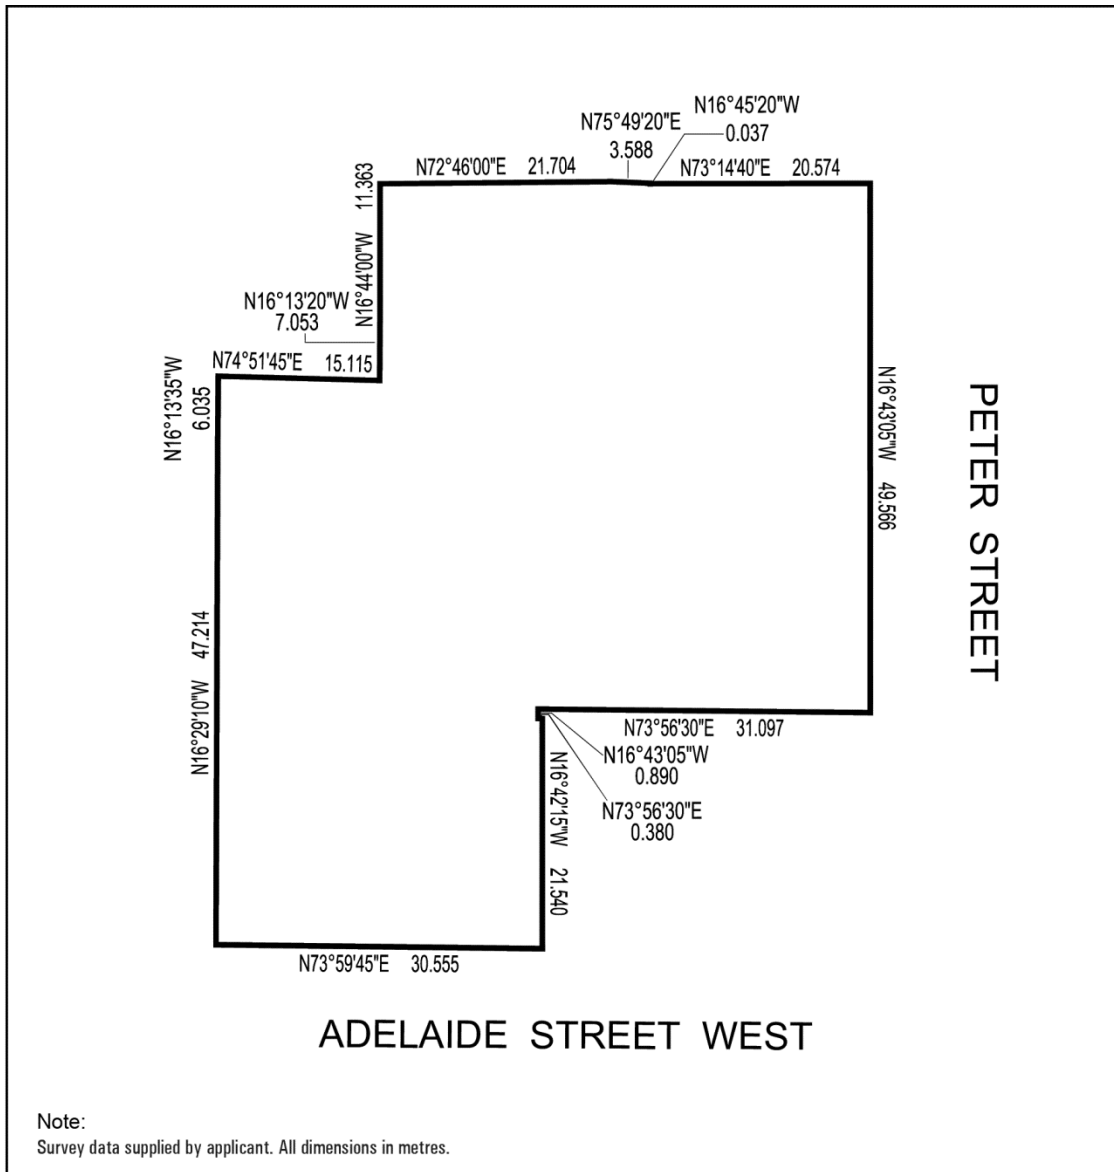 N16°45'20"W
0.037
N75°49'20"E
3.588
N72°46'00"E 21.704
N73°14'40"E 20.574
N16°44'00"W 11.363
N16°13'20"W
7.053
N74°51'45"E 15.115
N16°13'35"W
6.035
N16°43'05"W 49.566
PETER STREET
N16°29'10"W 47.214
N73°56'30"E 31.097
N16°43'05"W
0.890
N73°56'30"E
0.380
N16°42'15"W 21.540
N73°59'45"E 30.555
ADELAIDE STREET WEST
Note:
Survey data supplied by applicant. All dimensions in metres.